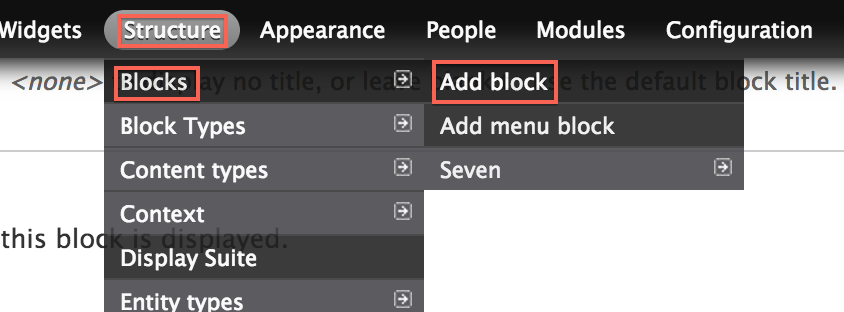 Widgets Structure Appearance People Modules Configuration
<none> play no title, or lea the default block title.
Blocks Add block
Block Types Add menu block
Content types Seven
Context
this block is displayed.
Display Suite
Entity types